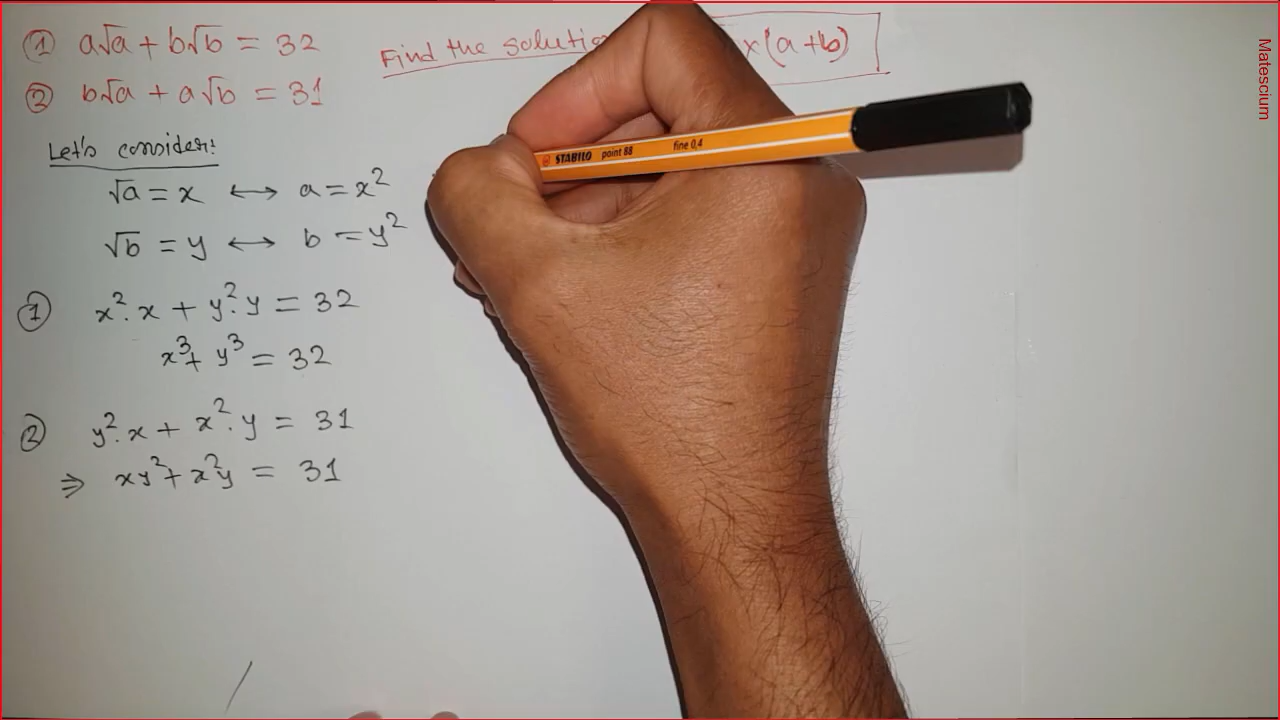 ① a√a + b√b = 32
Find the solutio x(a+b)
② b√a + a√b = 31
Let's consider:
√a = x ⟷ a = x²
√b = y ⟷ b = y²
① x².x + y².y = 32
x³ + y³ = 32
② y².x + x².y = 31
⇒ xy² + x²y = 31
STABILO point 88 fine 0,4
Matescium